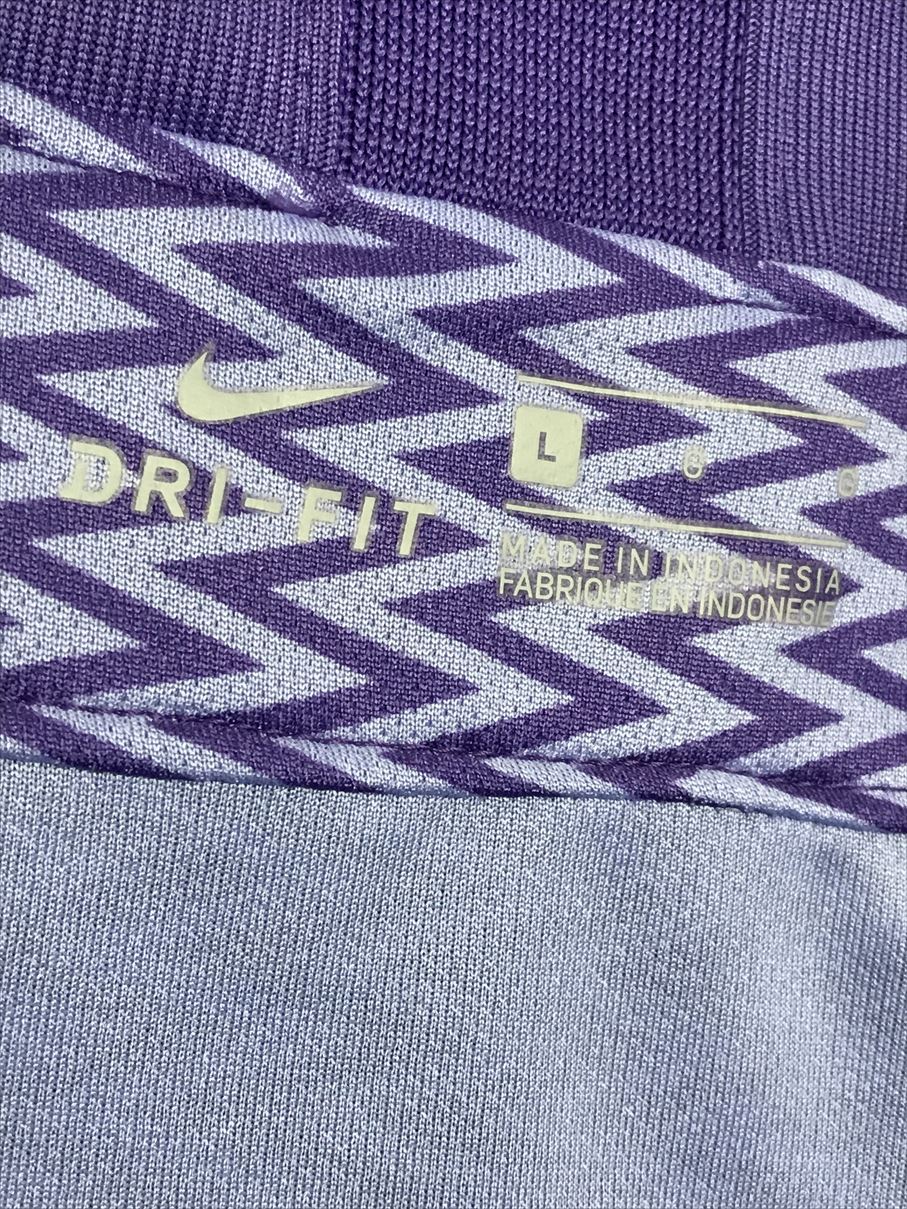 DRI-FIT
L G G
MADE IN INDONESIA
FABRIQUE EN INDONESIE